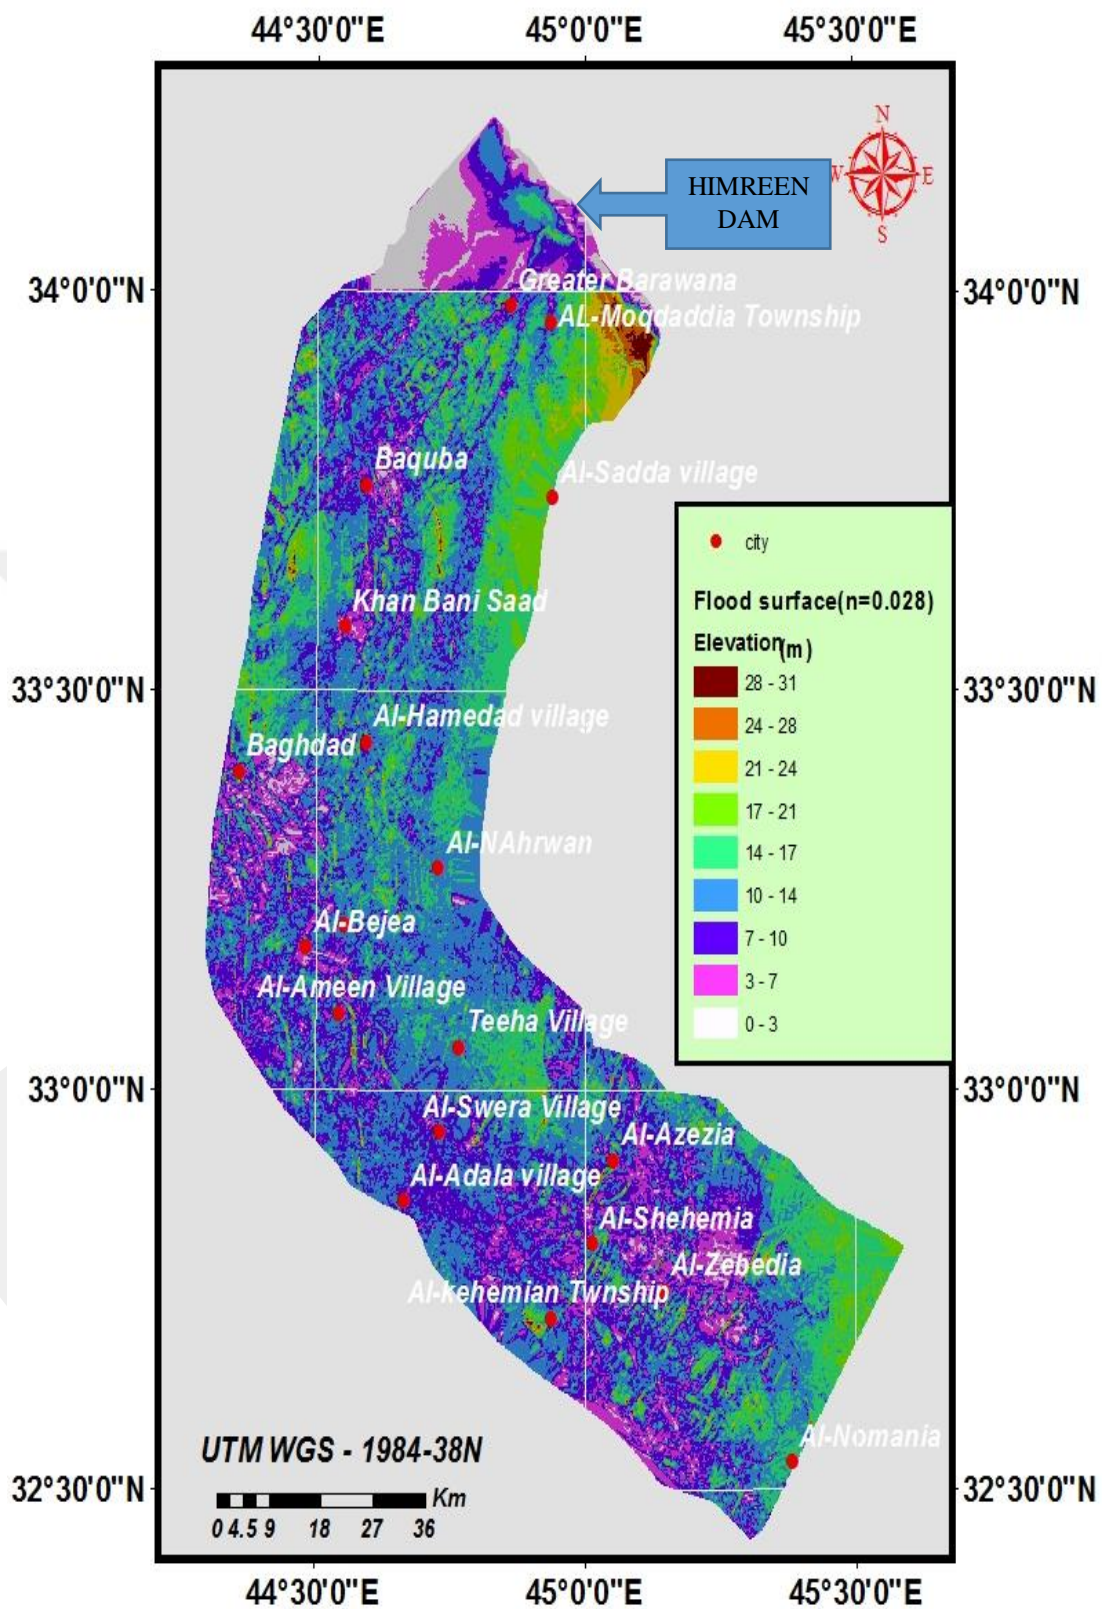 44°30'0"E 45°0'0"E 45°30'0"E
N
W E
S
HIMREEN
DAM
34°0'0"N 34°0'0"N
Greater Barawana
AL-Moqdaddia Township
Baquba
Al-Sadda village
city
Khan Bani Saad
Flood surface(n=0.028)
Elevation(m)
28 - 31
24 - 28
21 - 24
17 - 21
14 - 17
10 - 14
7 - 10
3 - 7
0 - 3
33°30'0"N 33°30'0"N
Al-Hamedad village
Baghdad
Al-NAhrwan
Al-Bejea
Al-Ameen Village
Teeha Village
33°0'0"N 33°0'0"N
Al-Swera Village
Al-Azezia
Al-Adala village
Al-Shehemia
Al-Zebedia
Al-kehemian Twnship
Al-Nomania
UTM WGS - 1984-38N
Km
0 4.5 9 18 27 36
32°30'0"N 32°30'0"N
44°30'0"E 45°0'0"E 45°30'0"E